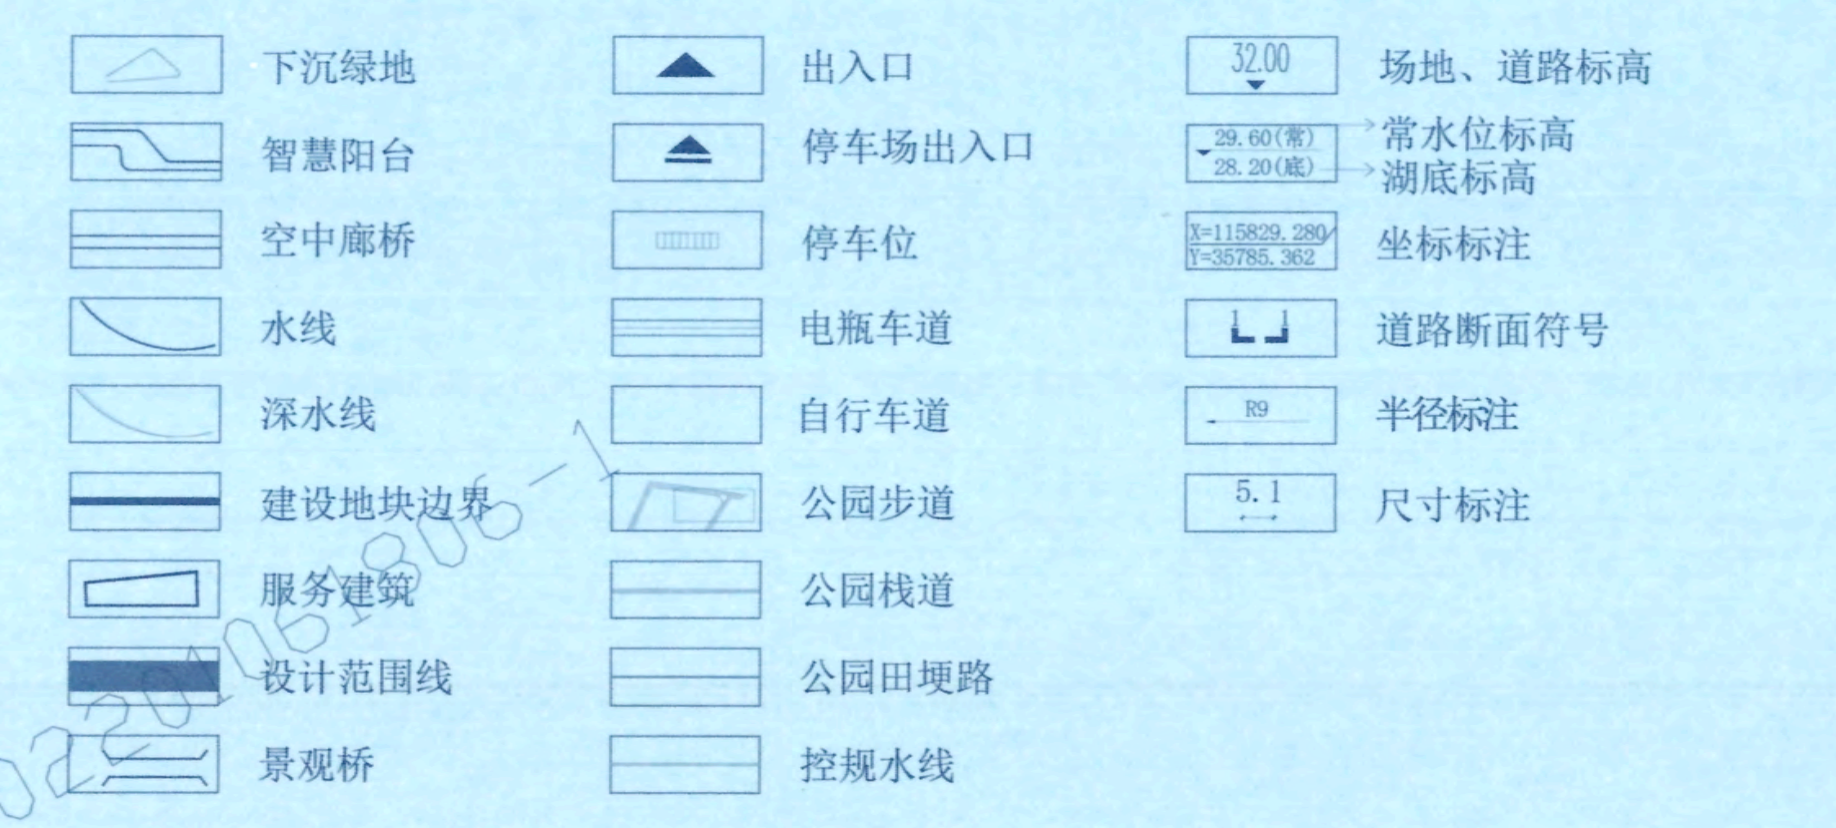 下沉绿地
智慧阳台
空中廊桥
水线
深水线
建设地块边界
服务建筑
设计范围线
景观桥
出入口
停车场出入口
停车位
电瓶车道
自行车道
公园步道
公园栈道
公园田埂路
控规水线
32.00
场地、道路标高
29.60(常)
常水位标高
28.20(底)
湖底标高
X=115829.280
Y=35785.362
坐标标注
1 1
道路断面符号
R9
半径标注
5.1
尺寸标注